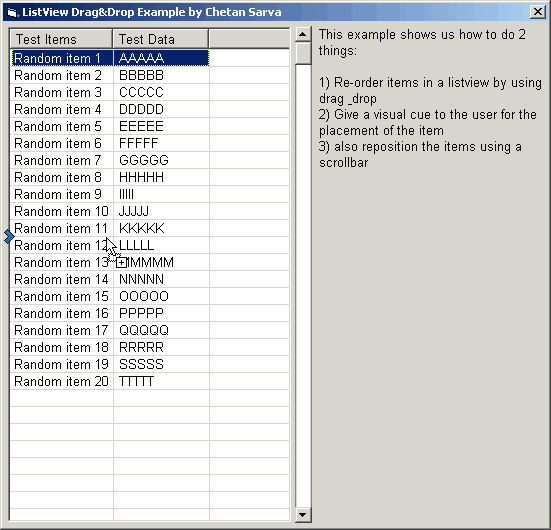 ListView Drag&Drop Example by Chetan Sarva
Test Items Test Data
Random item 1 AAAAA
Random item 2 BBBBB
Random item 3 CCCCC
Random item 4 DDDDD
Random item 5 EEEEE
Random item 6 FFFFF
Random item 7 GGGGG
Random item 8 HHHHH
Random item 9 IIIII
Random item 10 JJJJJ
Random item 11 KKKKK
Random item 12 LLLLL
Random item 13
Random item 14 NNNNN
Random item 15 OOOOO
Random item 16 PPPPP
Random item 17 QQQQQ
Random item 18 RRRRR
Random item 19 SSSSS
Random item 20 TTTTT
This example shows us how to do 2
things:
1) Re-order items in a listview by using
drag _drop
2) Give a visual cue to the user for the
placement of the item
3) also reposition the items using a
scrollbar